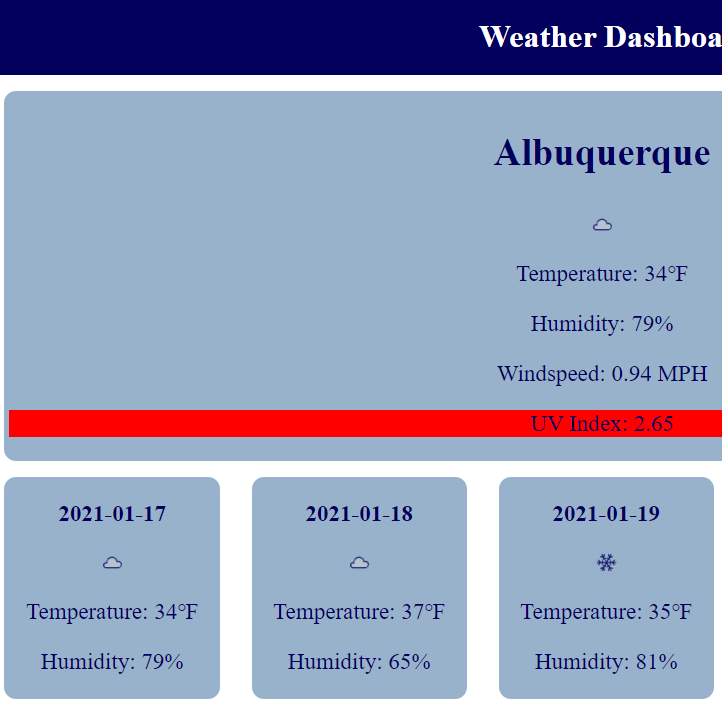 Weather Dashboa
Albuquerque
Temperature: 34°F
Humidity: 79%
Windspeed: 0.94 MPH
UV Index: 2.65
2021-01-17
Temperature: 34°F
Humidity: 79%
2021-01-18
Temperature: 37°F
Humidity: 65%
2021-01-19
Temperature: 35°F
Humidity: 81%